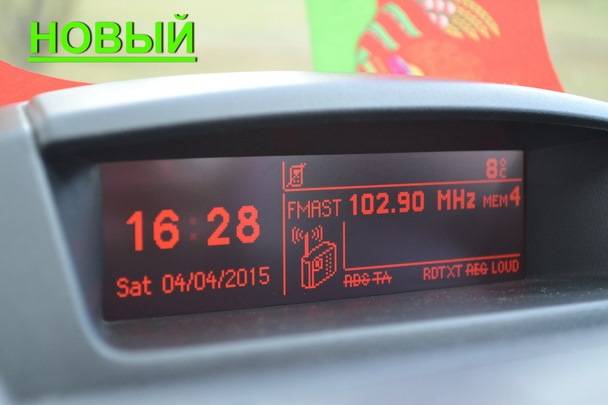 НОВЫЙ
8°C
16:28
FMAST 102.90 MHz MEM4
Sat 04/04/2015
RDS TA RDTXT REG LOUD